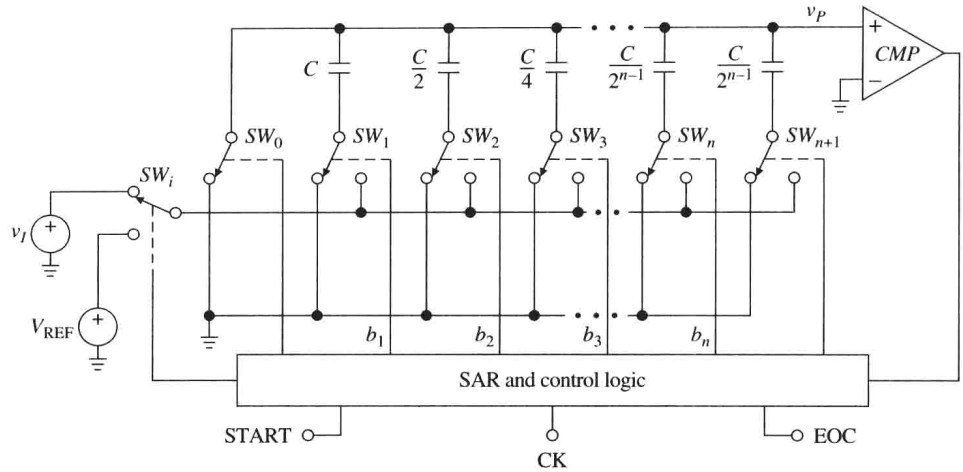 v_P
+
−
CMP
C
C/2
C/4
C/2^{n−1}
C/2^{n−1}
SW_0
SW_1
SW_2
SW_3
SW_n
SW_{n+1}
SW_i
v_I
+
V_REF
+
b_1
b_2
b_3
b_n
SAR and control logic
START
CK
EOC